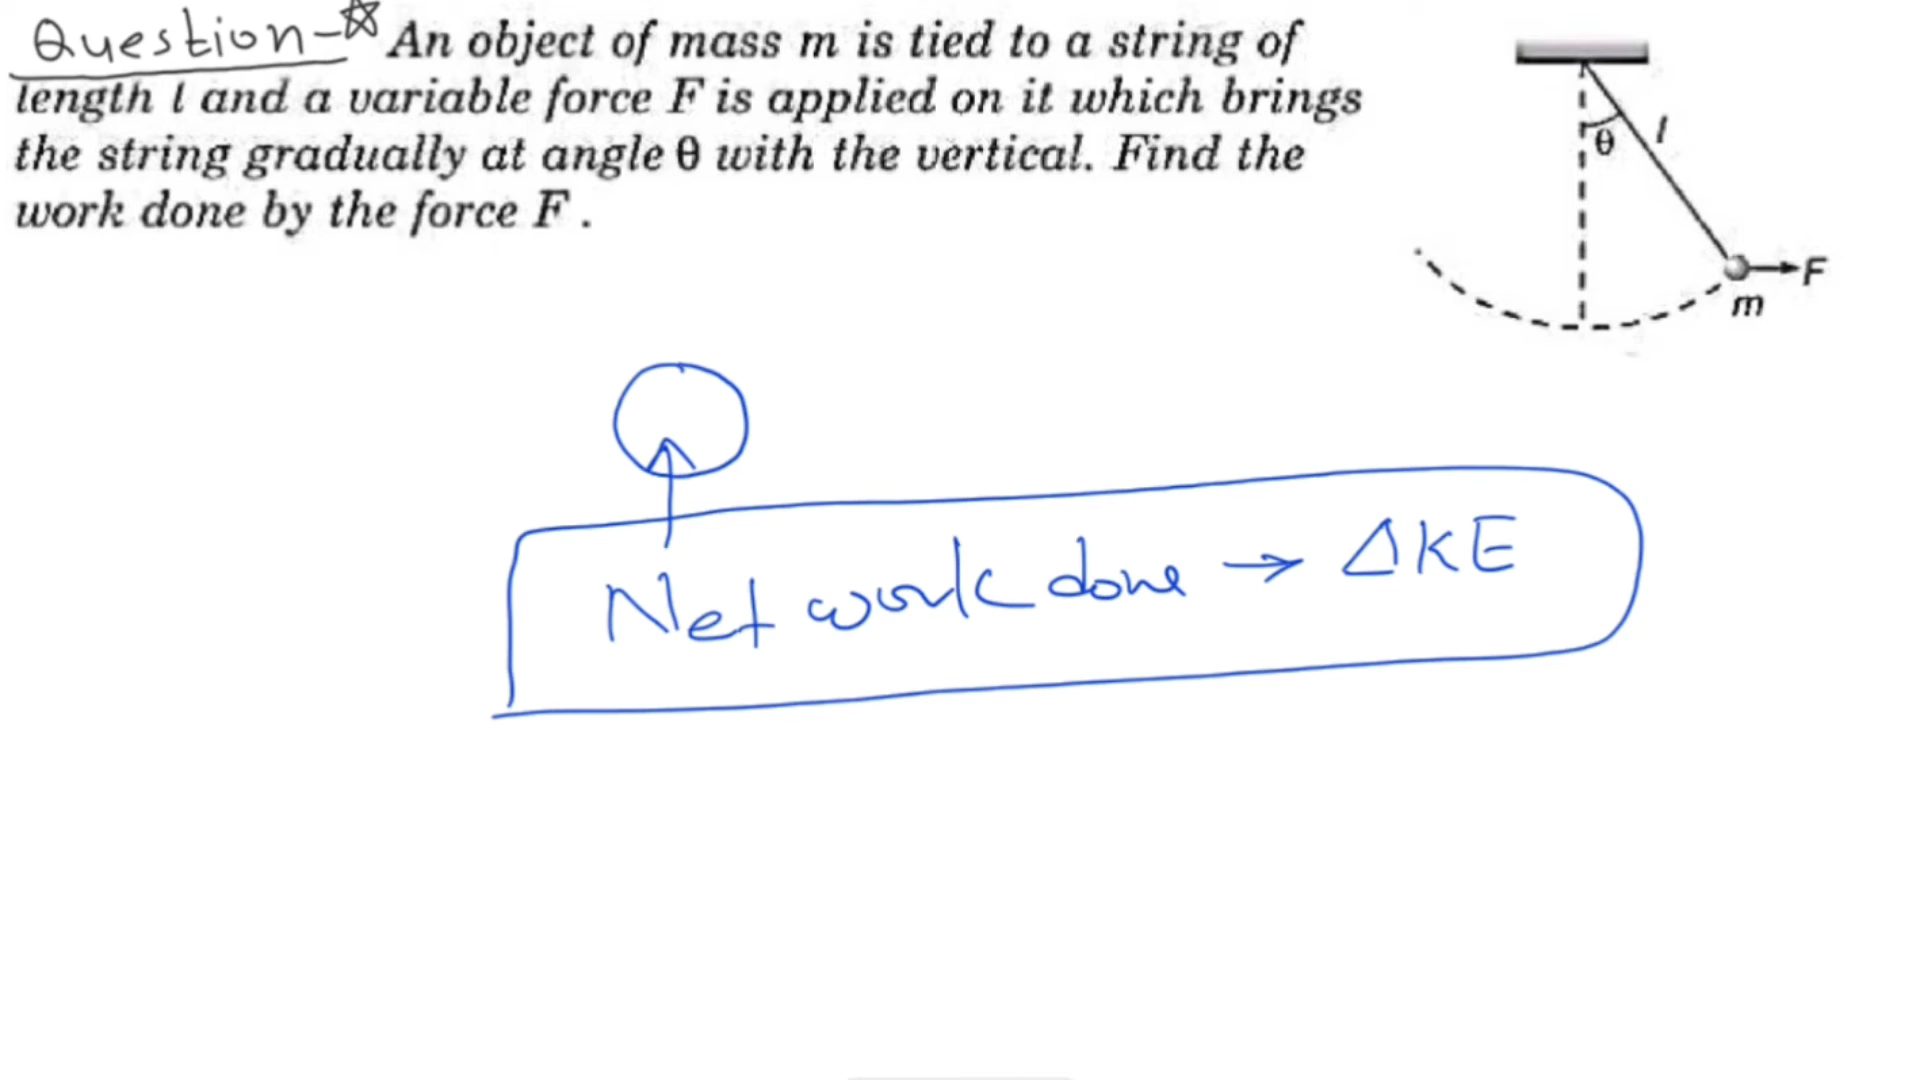 Question-☆ An object of mass m is tied to a string of
length l and a variable force F is applied on it which brings
the string gradually at angle θ with the vertical. Find the
work done by the force F .
θ
l
F
m
Net work done → ΔKE